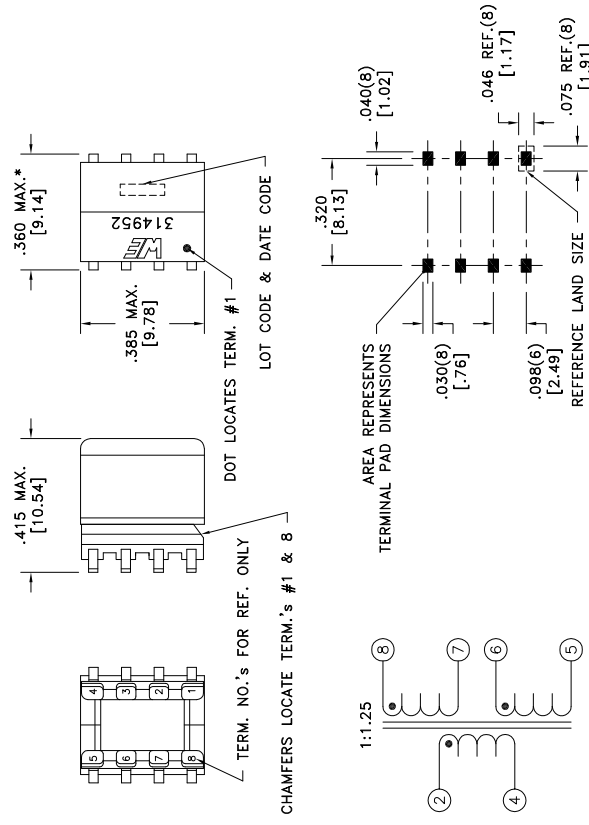 .360 MAX.*
[9.14]
.385 MAX.
[9.78]
WE
314952
DOT LOCATES TERM. #1
LOT CODE & DATE CODE
.415 MAX.
[10.54]
5
6
7
8
4
3
2
1
TERM. NO.'s FOR REF. ONLY
CHAMFERS LOCATE TERM.'s #1 & 8
.320
[8.13]
.040(8)
[1.02]
.046 REF.(8)
[1.17]
.075 REF.(8)
[1.91]
AREA REPRESENTS
TERMINAL PAD DIMENSIONS
.030(8)
[.76]
.098(6)
[2.49]
REFERENCE LAND SIZE
1:1.25
2
4
8
7
6
5